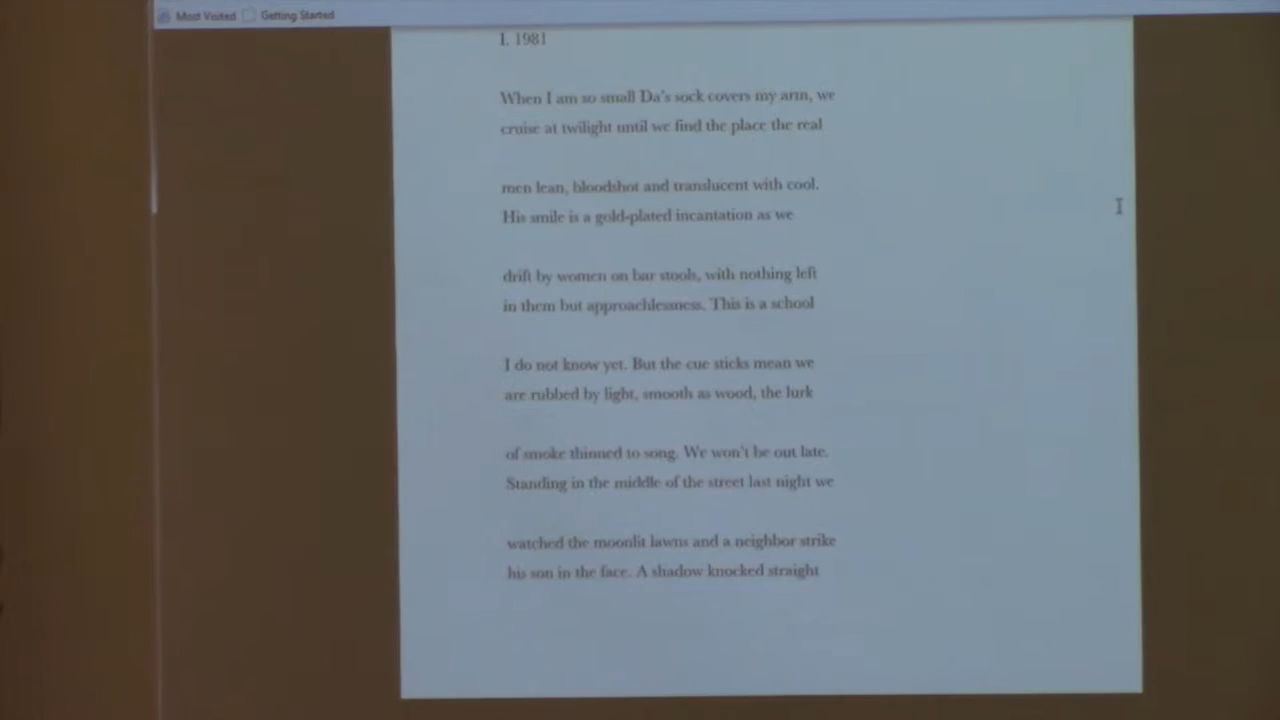 Most Visited Getting Started
I. 1981
When I am so small Da's sock covers my arm, we
cruise at twilight until we find the place the real
men lean, bloodshot and translucent with cool.
His smile is a gold-plated incantation as we
drift by women on bar stools, with nothing left
in them but approachlessness. This is a school
I do not know yet. But the cue sticks mean we
are rubbed by light, smooth as wood, the lurk
of smoke thinned to song. We won't be out late.
Standing in the middle of the street last night we
watched the moonlit lawns and a neighbor strike
his son in the face. A shadow knocked straight